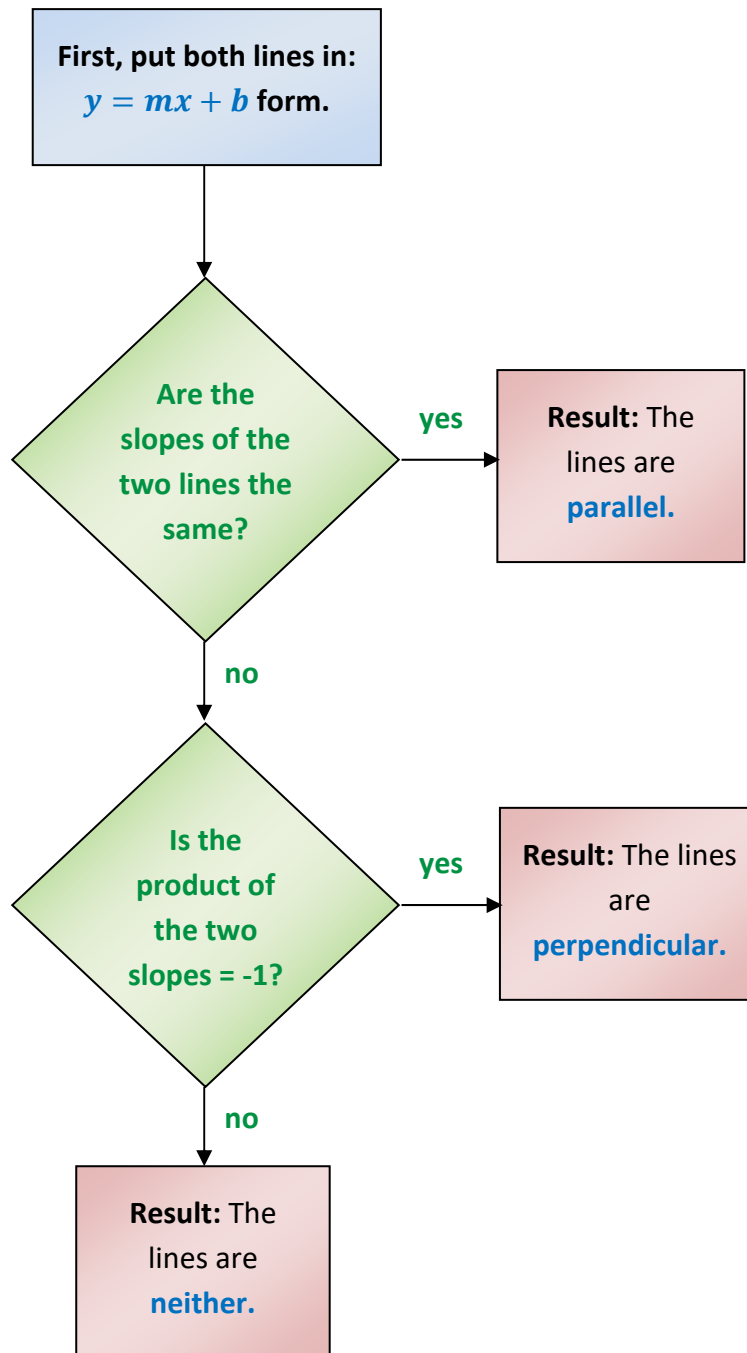 First, put both lines in:
y = mx + b form.
Are the
slopes of the
two lines the
same?
yes
Result: The
lines are
parallel.
no
Is the
product of
the two
slopes = -1?
yes
Result: The lines
are
perpendicular.
no
Result: The
lines are
neither.